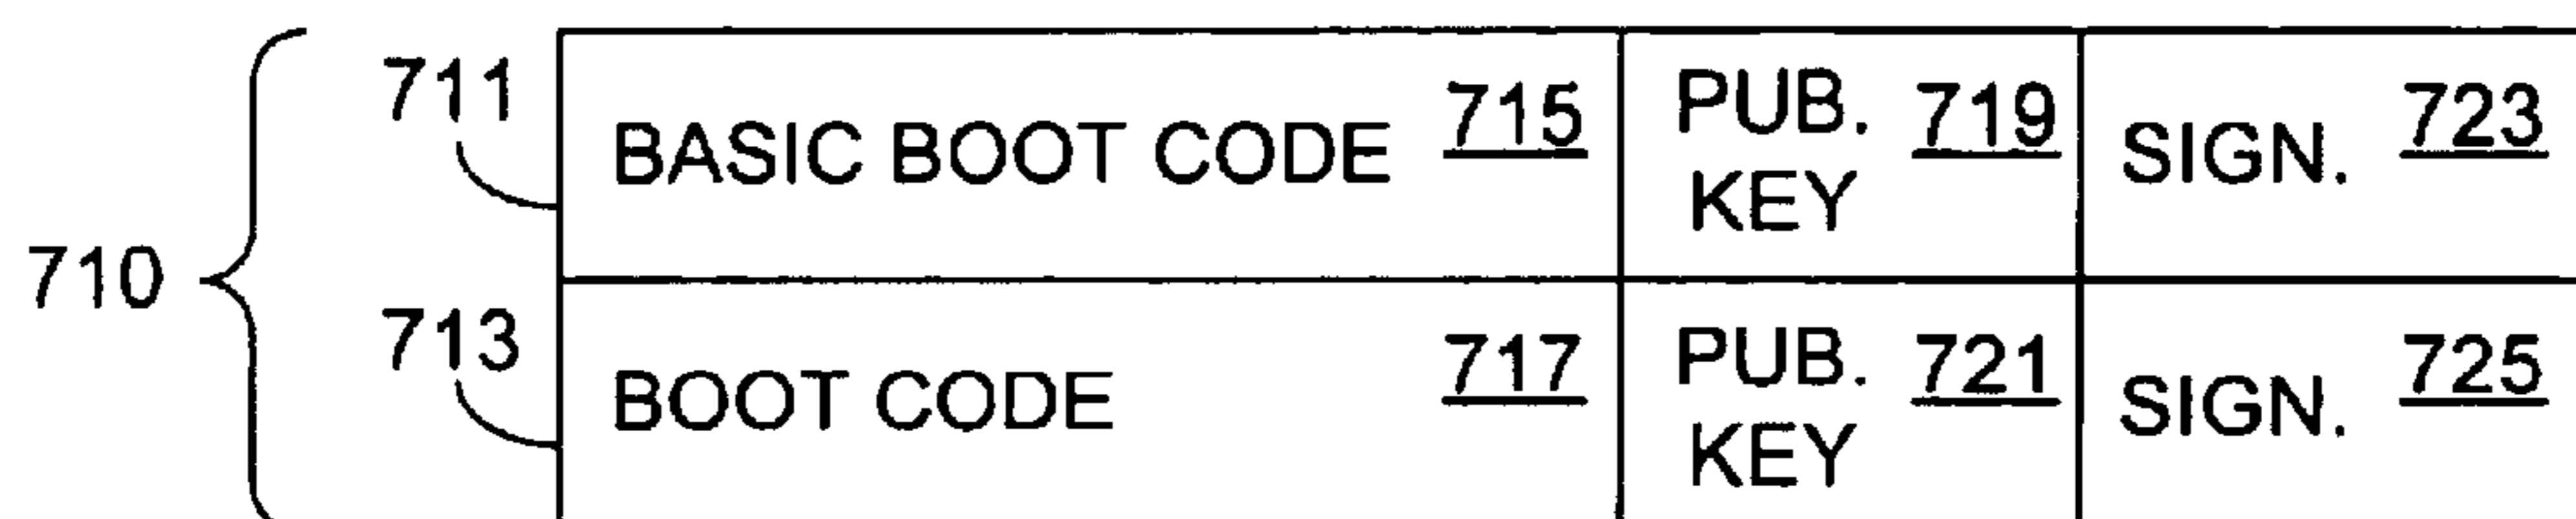 710
711
BASIC BOOT CODE 715
PUB. KEY 719
SIGN. 723
713
BOOT CODE 717
PUB. KEY 721
SIGN. 725